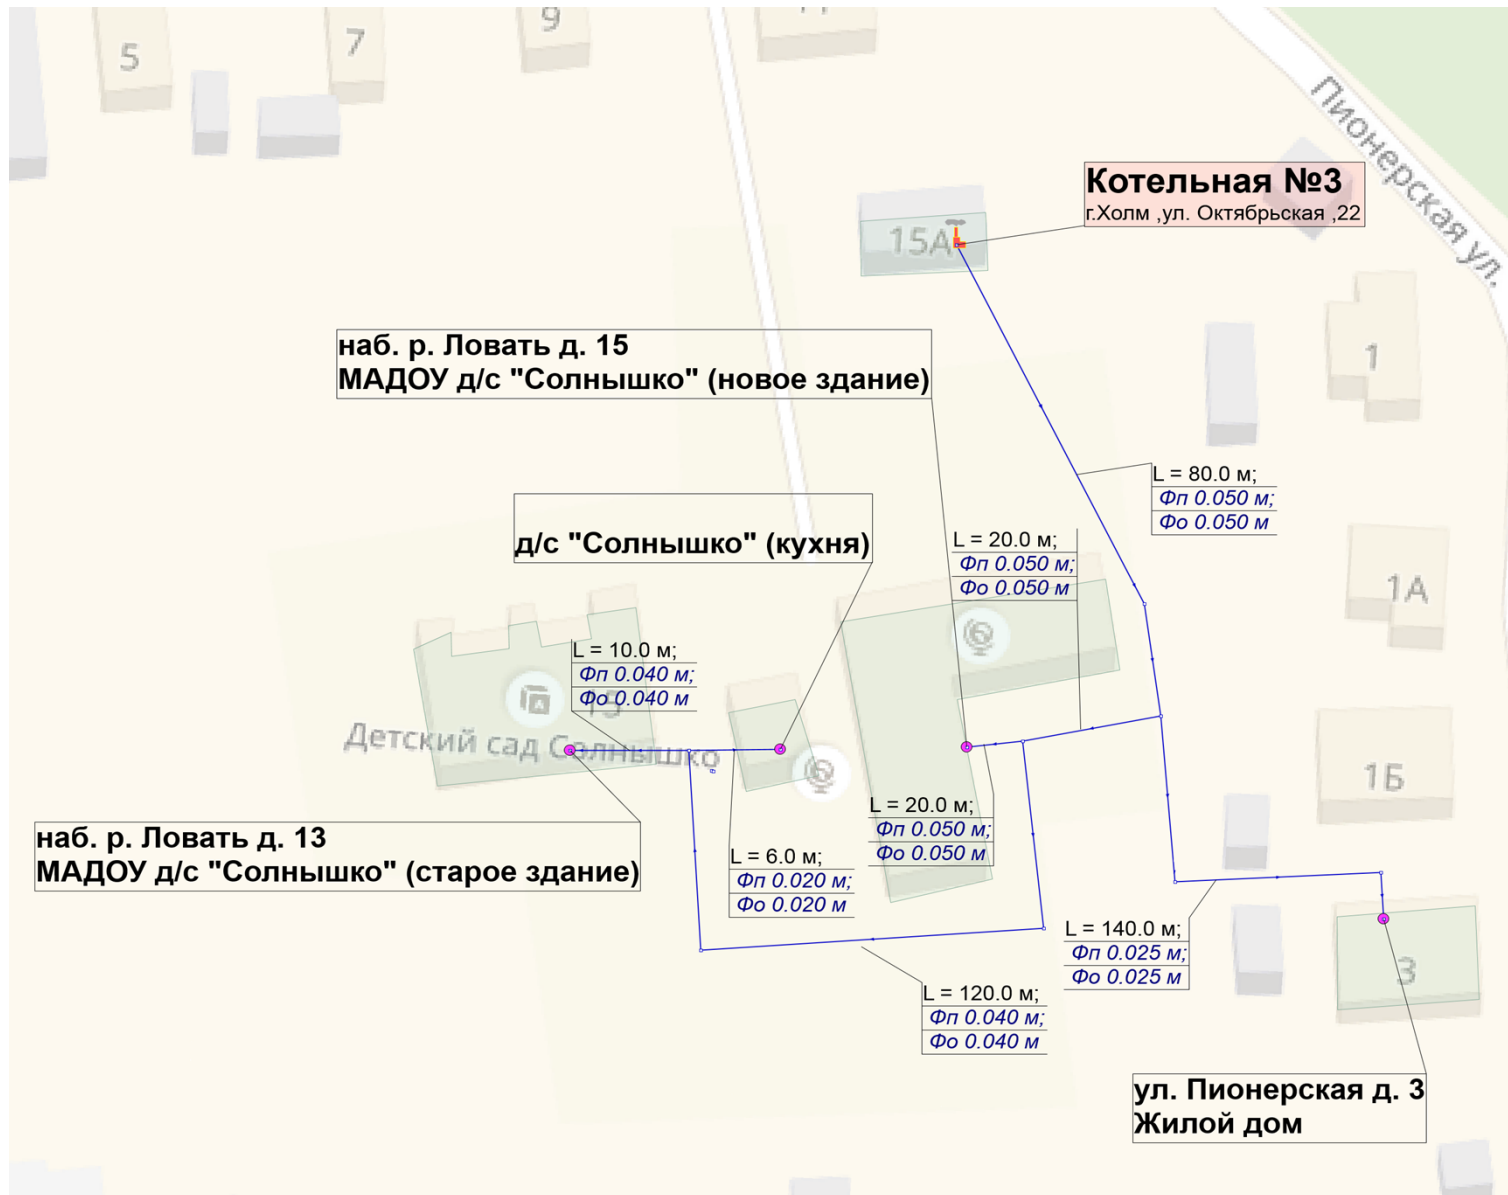 5
7
9
11
Пионерская ул.
Котельная №3
г.Холм ,ул. Октябрьская ,22
15А
1
наб. р. Ловать д. 15
МАДОУ д/с "Солнышко" (новое здание)
L = 80.0 м;
Фп 0.050 м;
Фо 0.050 м
д/с "Солнышко" (кухня)
L = 20.0 м;
Фп 0.050 м;
Фо 0.050 м
1А
L = 10.0 м;
Фп 0.040 м;
Фо 0.040 м
15
Детский сад Солнышко
1Б
L = 20.0 м;
Фп 0.050 м;
Фо 0.050 м
наб. р. Ловать д. 13
МАДОУ д/с "Солнышко" (старое здание)
L = 6.0 м;
Фп 0.020 м;
Фо 0.020 м
L = 140.0 м;
Фп 0.025 м;
Фо 0.025 м
3
L = 120.0 м;
Фп 0.040 м;
Фо 0.040 м
ул. Пионерская д. 3
Жилой дом